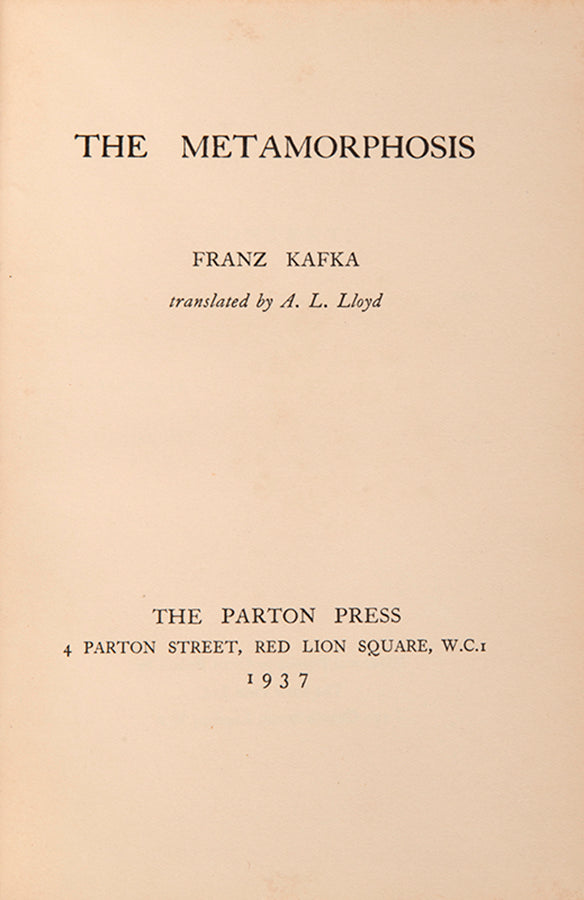 THE METAMORPHOSIS
FRANZ KAFKA
translated by A. L. Lloyd
THE PARTON PRESS
4 PARTON STREET, RED LION SQUARE, W.C.1
1937